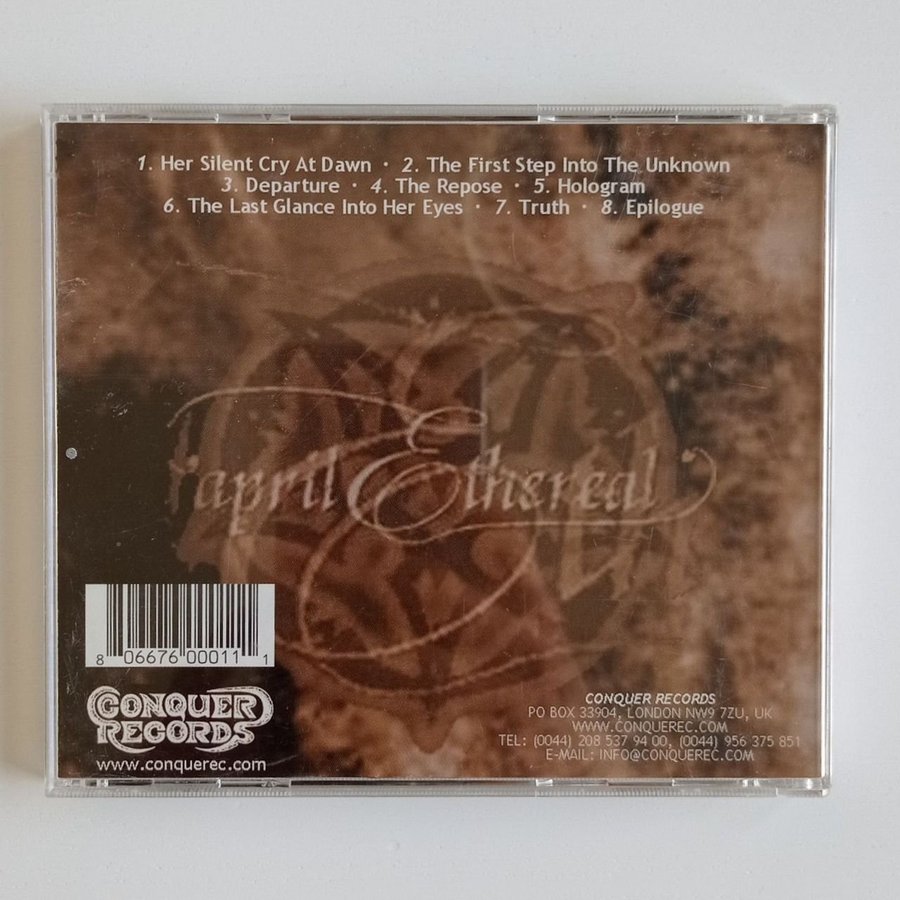 1. Her Silent Cry At Dawn · 2. The First Step Into The Unknown
3. Departure · 4. The Repose · 5. Hologram
6. The Last Glance Into Her Eyes · 7. Truth · 8. Epilogue
april Ethereal
8 06676 00011 1
CONQUER
RECORDS
www.conquerec.com
CONQUER RECORDS
PO BOX 33904, LONDON NW9 7ZU, UK
WWW.CONQUEREC.COM
TEL: (0044) 208 537 94 00, (0044) 956 375 851
E-MAIL: INFO@CONQUEREC.COM